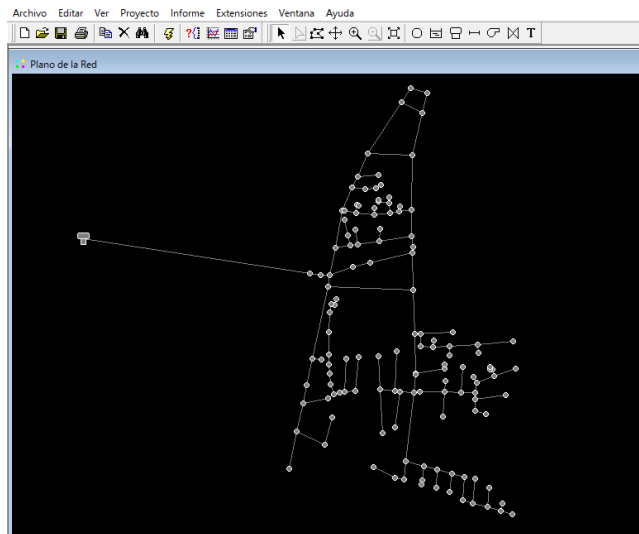 Archivo Editar Ver Proyecto Informe Extensiones Ventana Ayuda
T
Plano de la Red